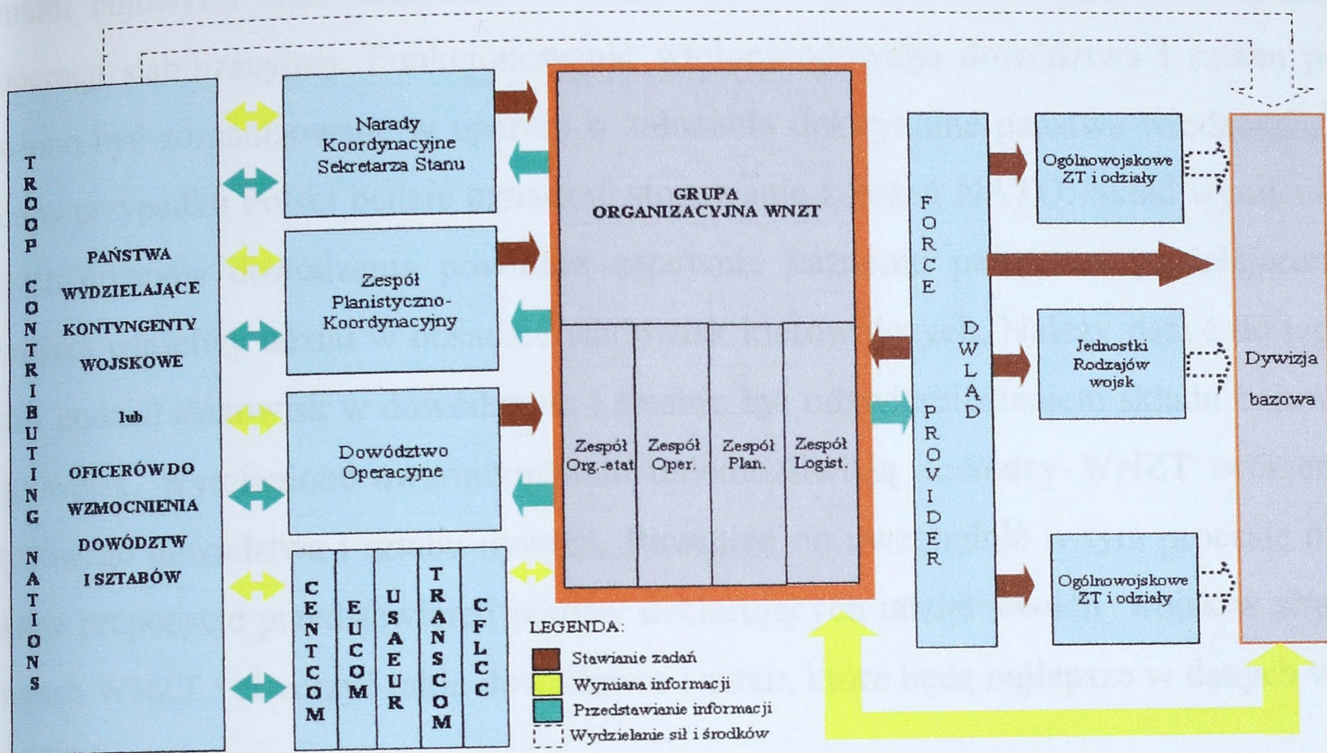 TROOP CONTRIBUTING NATIONS
PAŃSTWA
WYDZIELAJĄCE
KONTYNGENTY
WOJSKOWE
lub
OFICERÓW DO
WZMOCNIENIA
DOWÓDZTW
I SZTABÓW
Narady
Koordynacyjne
Sekretarza Stanu
Zespół
Planistyczno-
Koordynacyjny
Dowództwo
Operacyjne
CENTCOM
EUCOM
USAEUR
TRANSCOM
CFLCC
GRUPA
ORGANIZACYJNA WNZT
Zespół
Org.-etat
Zespół
Oper.
Zespół
Plan.
Zespół
Logist.
LEGENDA:
Stawianie zadań
Wymiana informacji
Przedstawianie informacji
Wydzielanie sił i środków
FORCE PROVIDER
DWLAD
Ogólnowojskowe
ZT i odziały
Jednostki
Rodzajów
wojsk
Ogólnowojskowe
ZT i odziały
Dywizja
bazowa